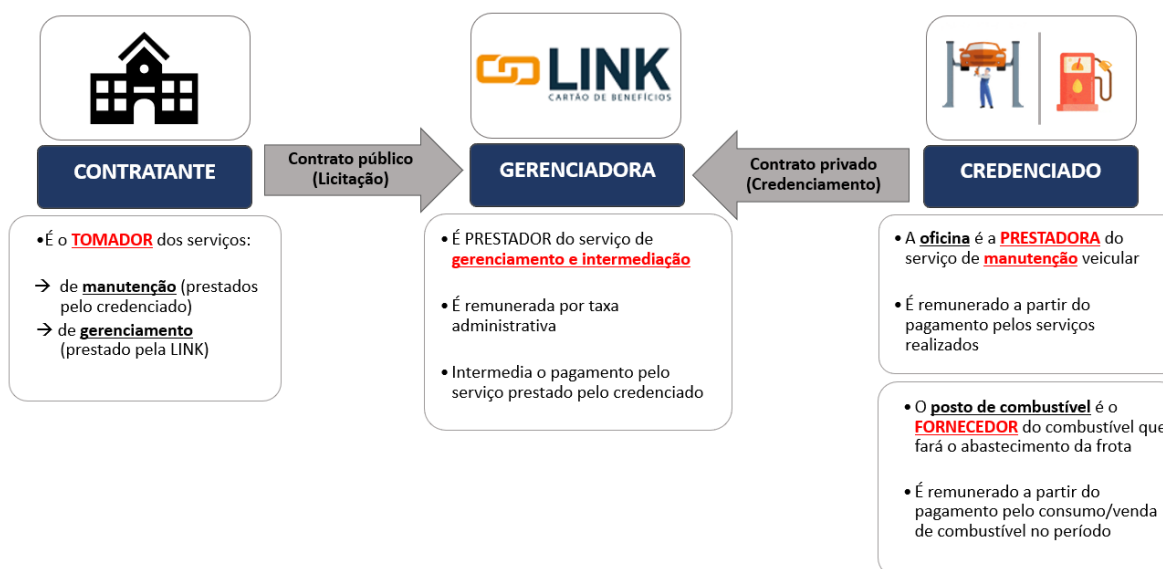 LINK
CARTÃO DE BENEFÍCIOS
CONTRATANTE
Contrato público
(Licitação)
GERENCIADORA
Contrato privado
(Credenciamento)
CREDENCIADO
•É o TOMADOR dos serviços:
→ de manutenção (prestados
pelo credenciado)
→ de gerenciamento
(prestado pela LINK)
• É PRESTADOR do serviço de
gerenciamento e intermediação
• É remunerada por taxa
administrativa
• Intermedia o pagamento pelo
serviço prestado pelo credenciado
• A oficina é a PRESTADORA do
serviço de manutenção veicular
• É remunerado a partir do
pagamento pelos serviços
realizados
• O posto de combustível é o
FORNECEDOR do combustível que
fará o abastecimento da frota
• É remunerado a partir do
pagamento pelo consumo/venda
de combustível no período